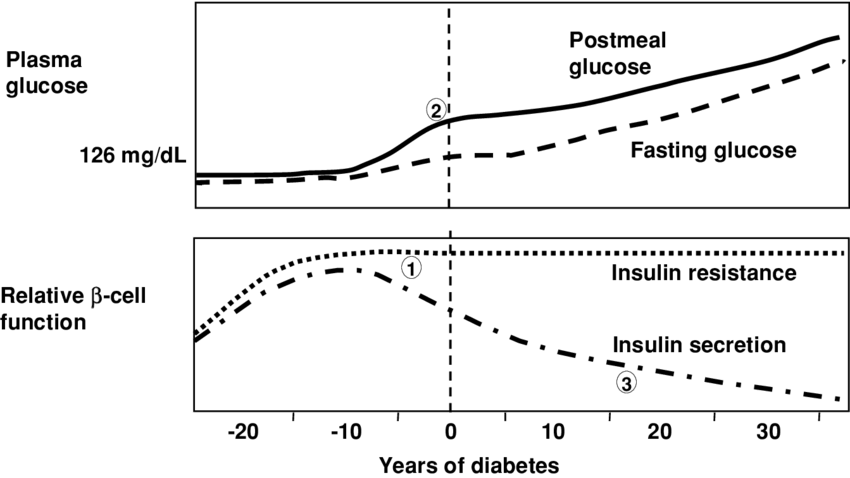 Plasma
glucose
Postmeal
glucose
2
126 mg/dL
Fasting glucose
Relative β-cell
function
1
Insulin resistance
Insulin secretion
3
-20 -10 0 10 20 30
Years of diabetes